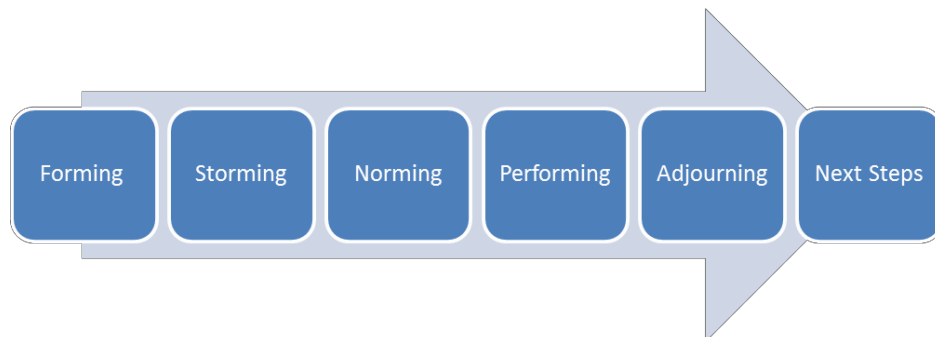 Forming
Storming
Norming
Performing
Adjourning
Next Steps